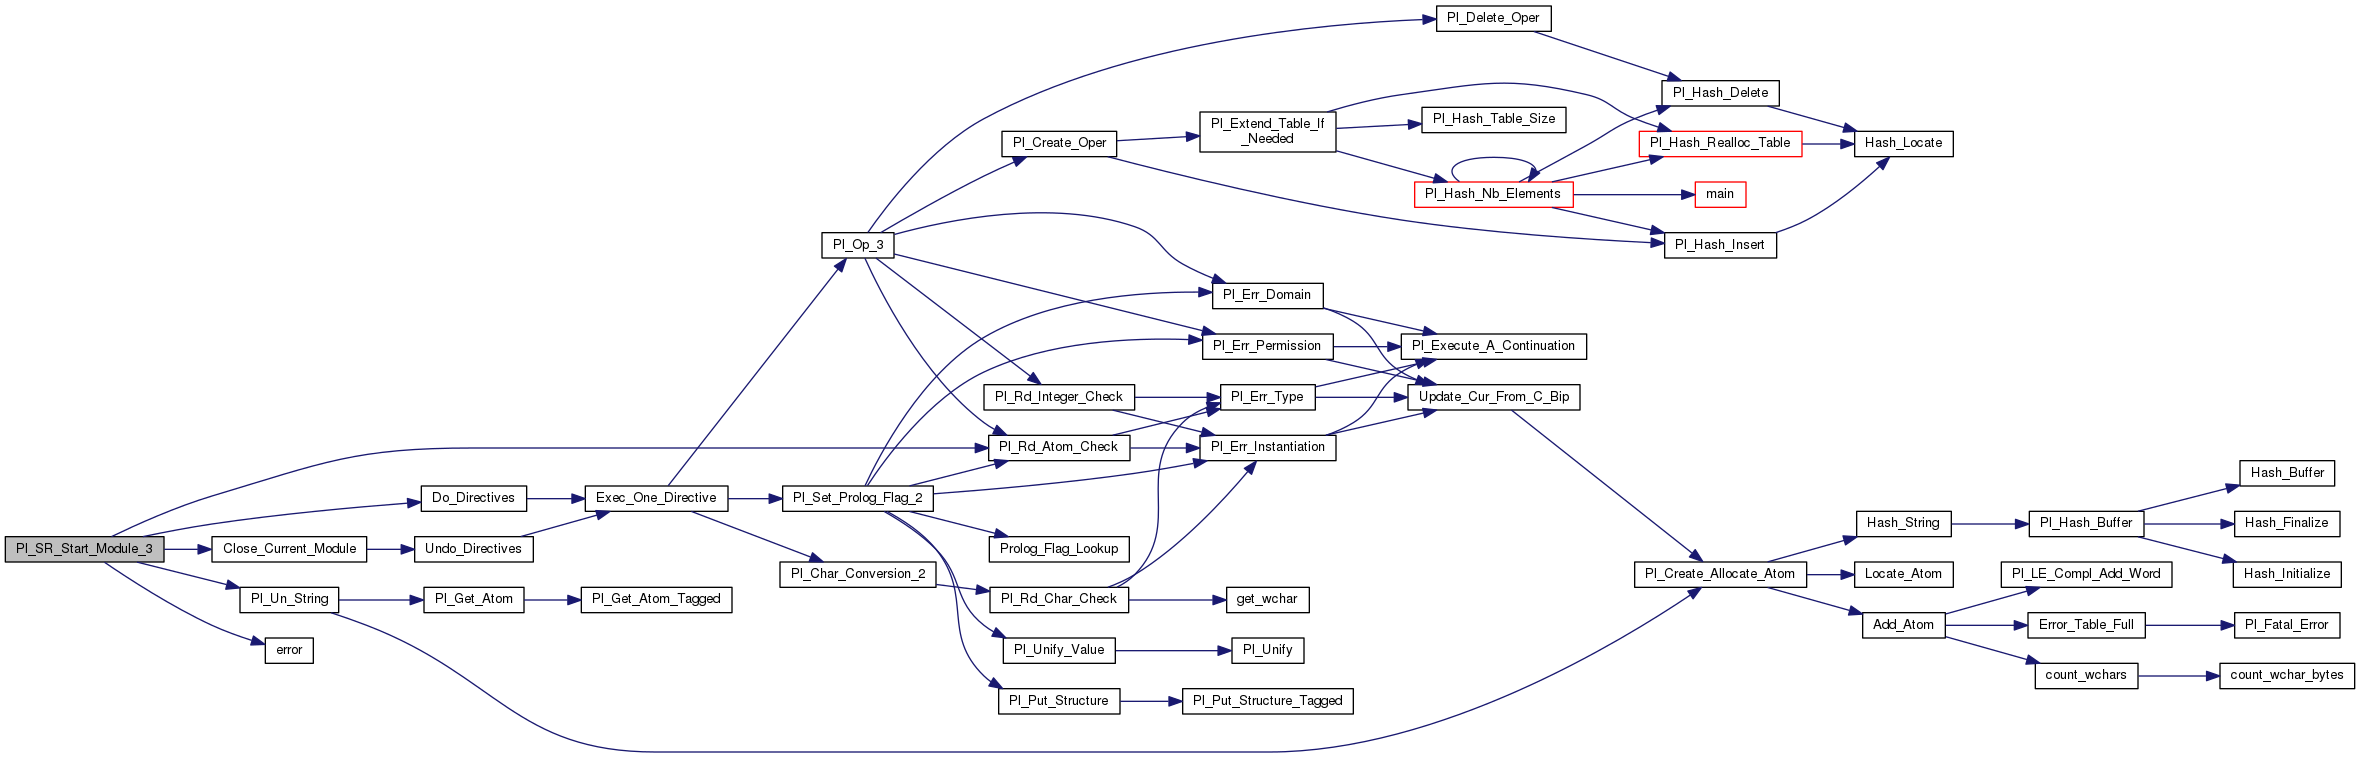 Pl_Delete_Oper
Pl_Hash_Delete
Pl_Extend_Table_If
_Needed
Pl_Hash_Table_Size
Pl_Create_Oper
Pl_Hash_Realloc_Table
Hash_Locate
Pl_Hash_Nb_Elements
main
Pl_Op_3
Pl_Hash_Insert
Pl_Err_Domain
Pl_Err_Permission
Pl_Execute_A_Continuation
Pl_Rd_Integer_Check
Pl_Err_Type
Update_Cur_From_C_Bip
Pl_Rd_Atom_Check
Pl_Err_Instantiation
Hash_Buffer
Do_Directives
Exec_One_Directive
Pl_Set_Prolog_Flag_2
Hash_String
Pl_Hash_Buffer
Hash_Finalize
Pl_SR_Start_Module_3
Close_Current_Module
Undo_Directives
Prolog_Flag_Lookup
Pl_Char_Conversion_2
Pl_Create_Allocate_Atom
Locate_Atom
Pl_LE_Compl_Add_Word
Hash_Initialize
Pl_Un_String
Pl_Get_Atom
Pl_Get_Atom_Tagged
Pl_Rd_Char_Check
get_wchar
Add_Atom
Error_Table_Full
Pl_Fatal_Error
error
Pl_Unify_Value
Pl_Unify
count_wchars
count_wchar_bytes
Pl_Put_Structure
Pl_Put_Structure_Tagged